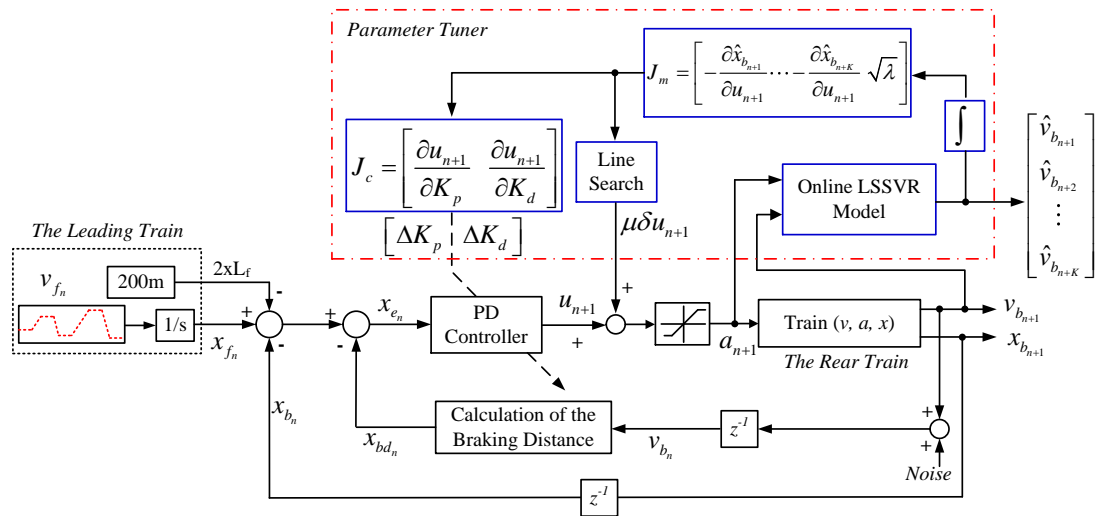 Parameter Tuner
J_m = [ -∂x̂_{b_{n+1}}/∂u_{n+1} ⋯ -∂x̂_{b_{n+K}}/∂u_{n+1} √λ ]
∫
J_c = [ ∂u_{n+1}/∂K_p ∂u_{n+1}/∂K_d ]
Line
Search
Online LSSVR
Model
v̂_{b_{n+1}}
v̂_{b_{n+2}}
⋮
v̂_{b_{n+K}}
[ΔK_p ΔK_d]
μδu_{n+1}
The Leading Train
v_{f_n}
200m
2xL_f
-
1/s
x_{f_n}
+
-
+
-
x_{e_n}
PD
Controller
u_{n+1}
+
+
a_{n+1}
Train (v, a, x)
The Rear Train
v_{b_{n+1}}
x_{b_{n+1}}
x_{b_n}
x_{bd_n}
Calculation of the
Braking Distance
v_{b_n}
z^{-1}
+
+
Noise
z^{-1}